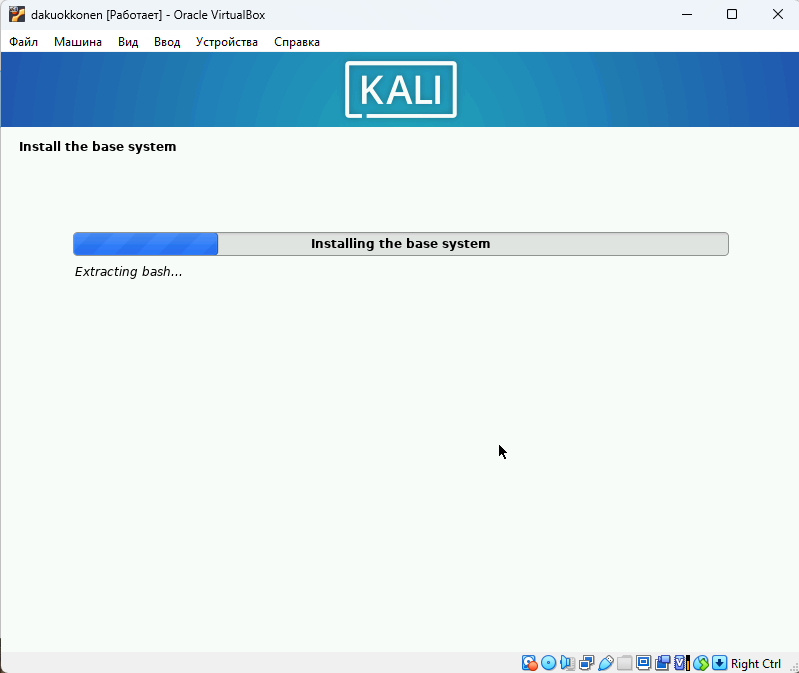 dakuokkonen [Работает] - Oracle VirtualBox
Файл Машина Вид Ввод Устройства Справка
KALI
Install the base system
Installing the base system
Extracting bash...
Right Ctrl